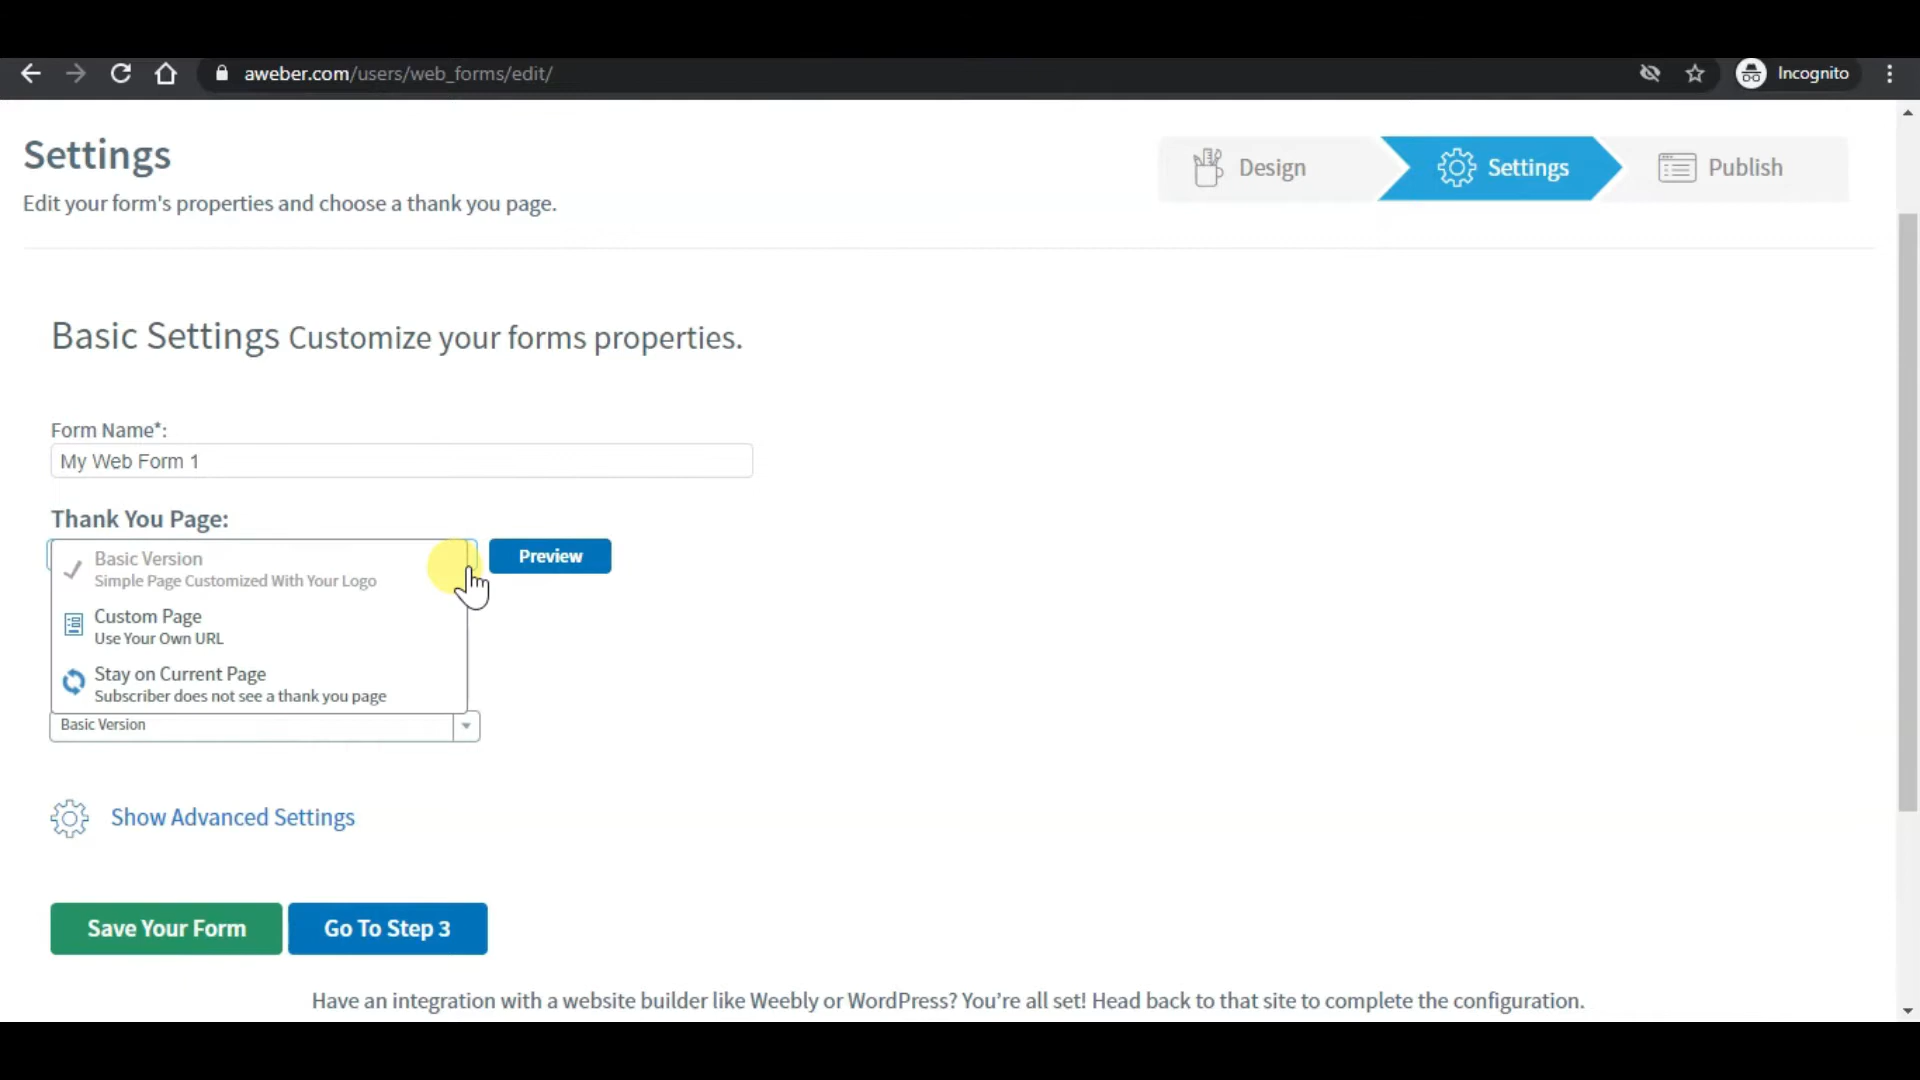 aweber.com/users/web_forms/edit/
Incognito
Settings
Edit your form's properties and choose a thank you page.
Design
Settings
Publish
Basic Settings Customize your forms properties.
Form Name*:
My Web Form 1
Thank You Page:
Basic Version
Simple Page Customized With Your Logo
Preview
Custom Page
Use Your Own URL
Stay on Current Page
Subscriber does not see a thank you page
Basic Version
Show Advanced Settings
Save Your Form
Go To Step 3
Have an integration with a website builder like Weebly or WordPress? You’re all set! Head back to that site to complete the configuration.